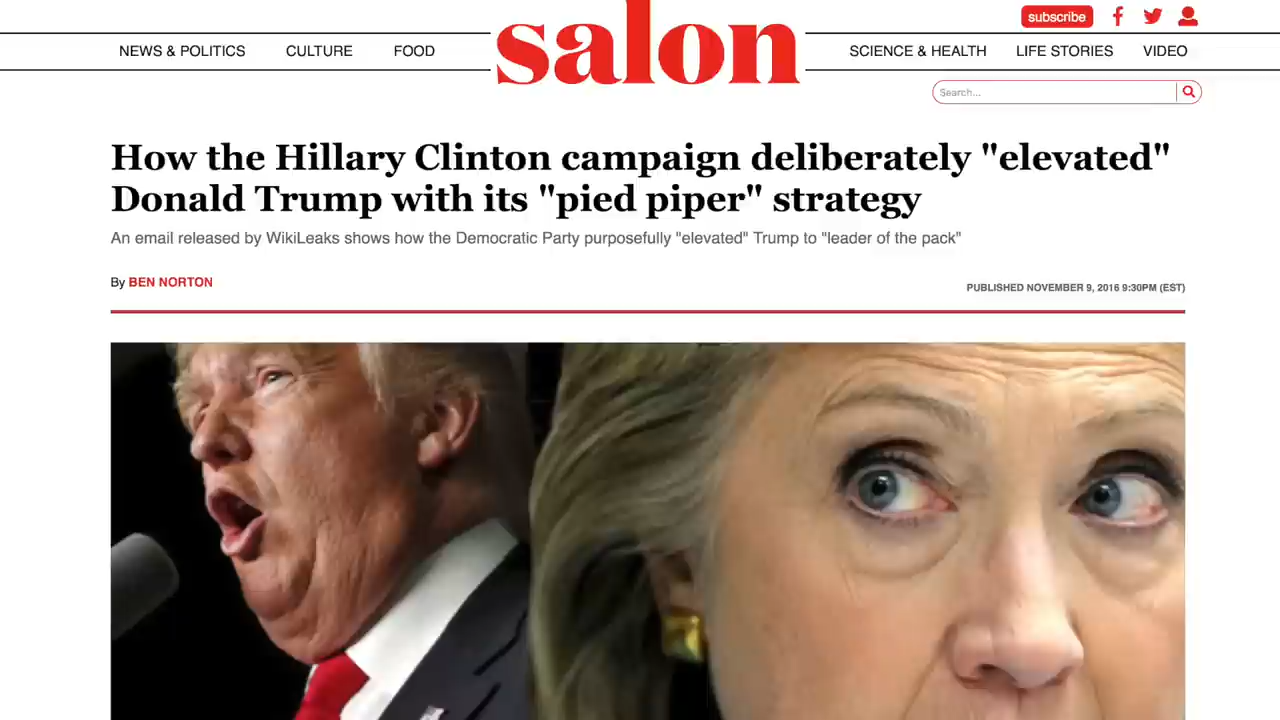 subscribe
NEWS & POLITICS CULTURE FOOD salon SCIENCE & HEALTH LIFE STORIES VIDEO
Search...
How the Hillary Clinton campaign deliberately "elevated"
Donald Trump with its "pied piper" strategy
An email released by WikiLeaks shows how the Democratic Party purposefully "elevated" Trump to "leader of the pack"
By BEN NORTON
PUBLISHED NOVEMBER 9, 2016 9:30PM (EST)